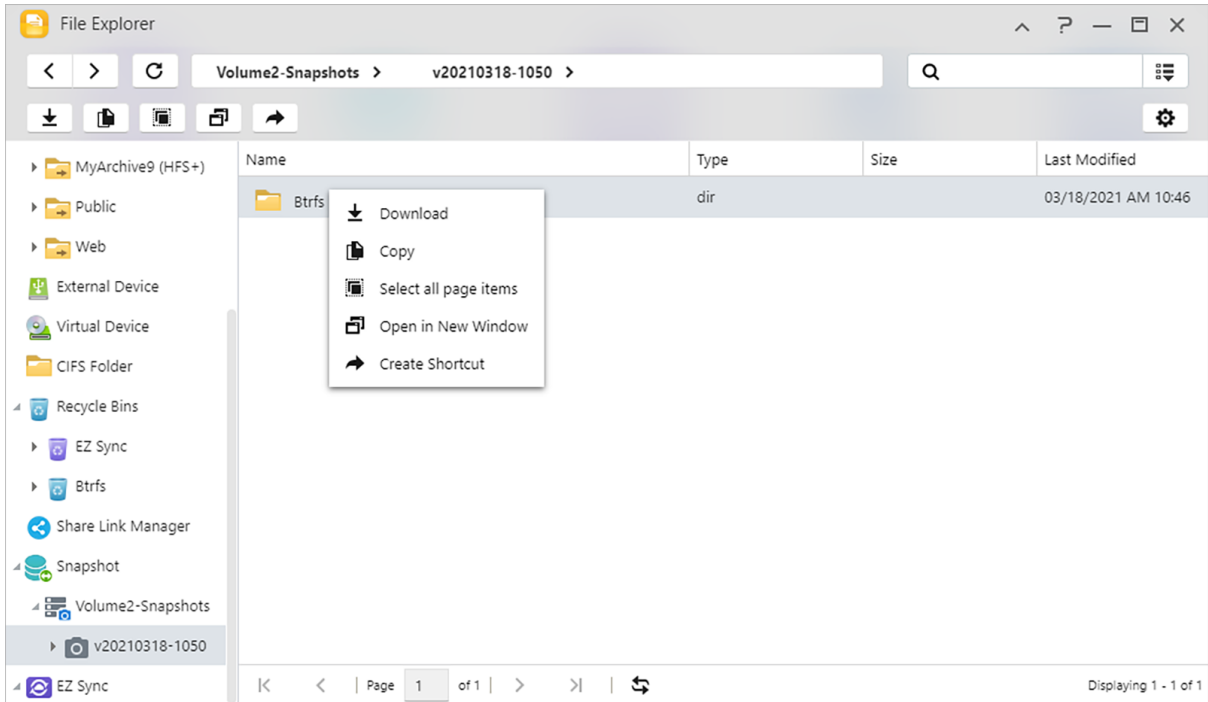 File Explorer
Volume2-Snapshots > v20210318-1050 >
Name Type Size Last Modified
MyArchive9 (HFS+)
Public
Web
External Device
Virtual Device
CIFS Folder
Recycle Bins
EZ Sync
Btrfs
Share Link Manager
Snapshot
Volume2-Snapshots
v20210318-1050
EZ Sync
Btrfs dir 03/18/2021 AM 10:46
Download
Copy
Select all page items
Open in New Window
Create Shortcut
Page 1 of 1
Displaying 1 - 1 of 1